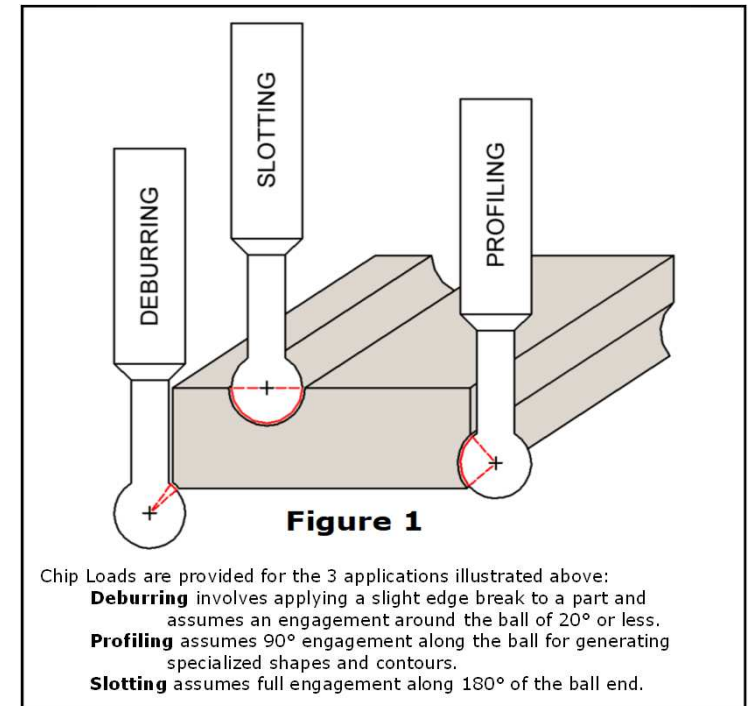 DEBURRING
SLOTTING
PROFILING
Figure 1
Chip Loads are provided for the 3 applications illustrated above:
Deburring involves applying a slight edge break to a part and
assumes an engagement around the ball of 20° or less.
Profiling assumes 90° engagement along the ball for generating
specialized shapes and contours.
Slotting assumes full engagement along 180° of the ball end.